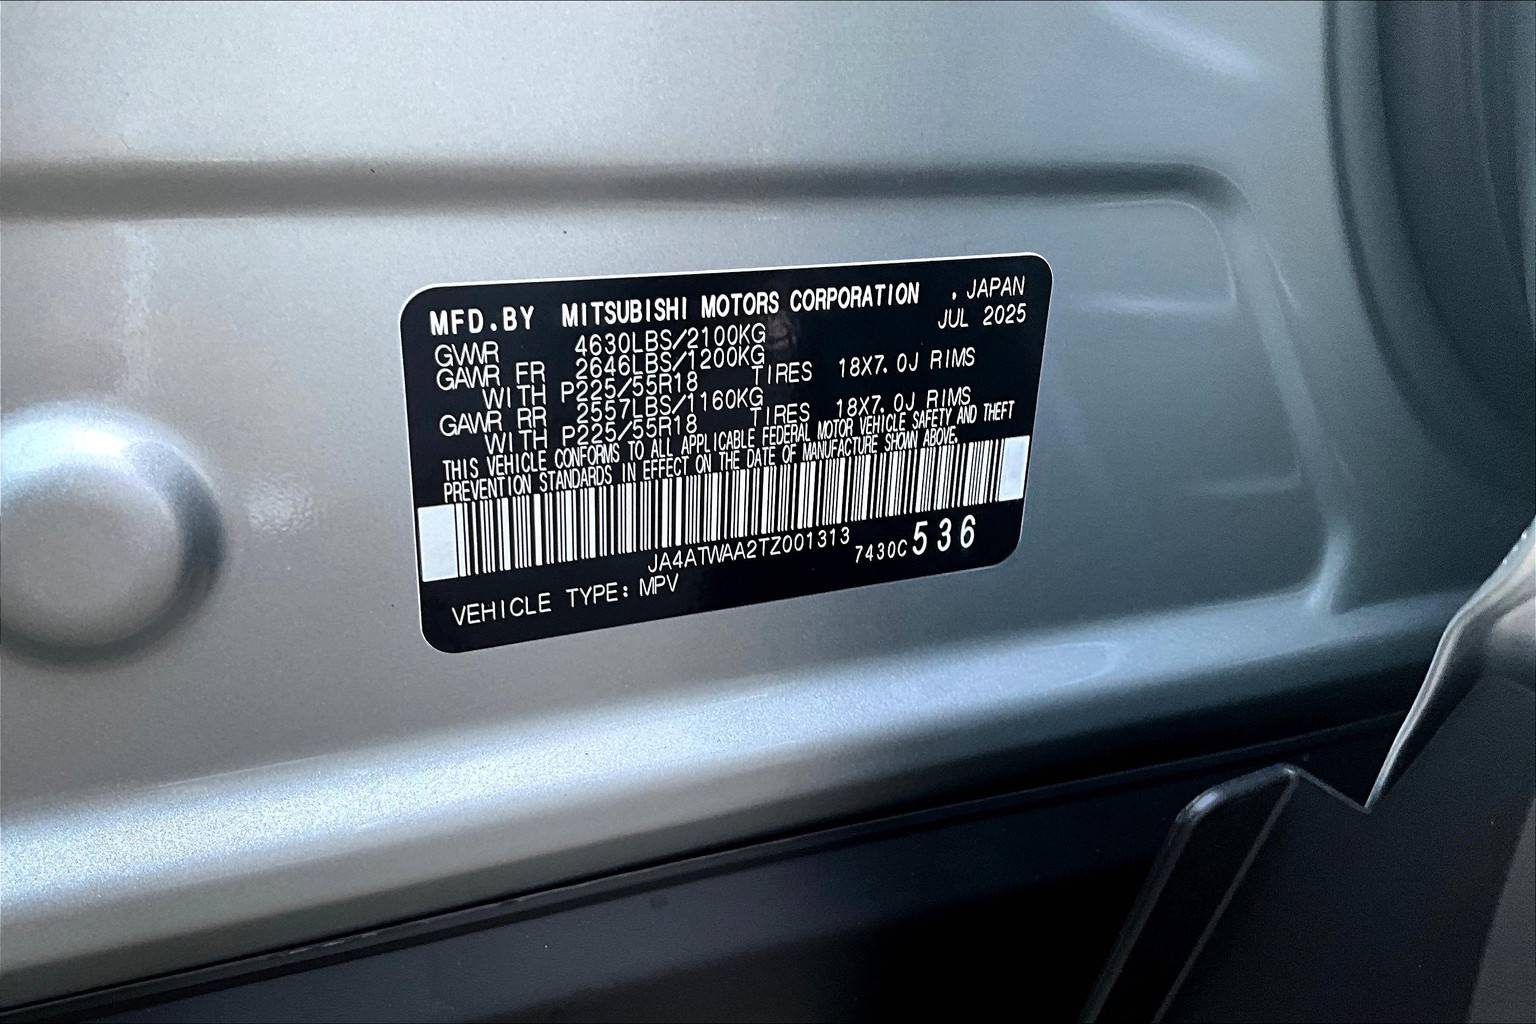 MFD.BY MITSUBISHI MOTORS CORPORATION . JAPAN
JUL 2025
GVWR 4630LBS/2100KG
GAWR FR 2646LBS/1200KG
WITH P225/55R18 TIRES 18X7.0J RIMS
GAWR RR 2557LBS/1160KG
WITH P225/55R18 TIRES 18X7.0J RIMS
THIS VEHICLE CONFORMS TO ALL APPLICABLE FEDERAL MOTOR VEHICLE SAFETY AND THEFT
PREVENTION STANDARDS IN EFFECT ON THE DATE OF MANUFACTURE SHOWN ABOVE.
JA4ATWAA2TZ001313 7430C 536
VEHICLE TYPE: MPV